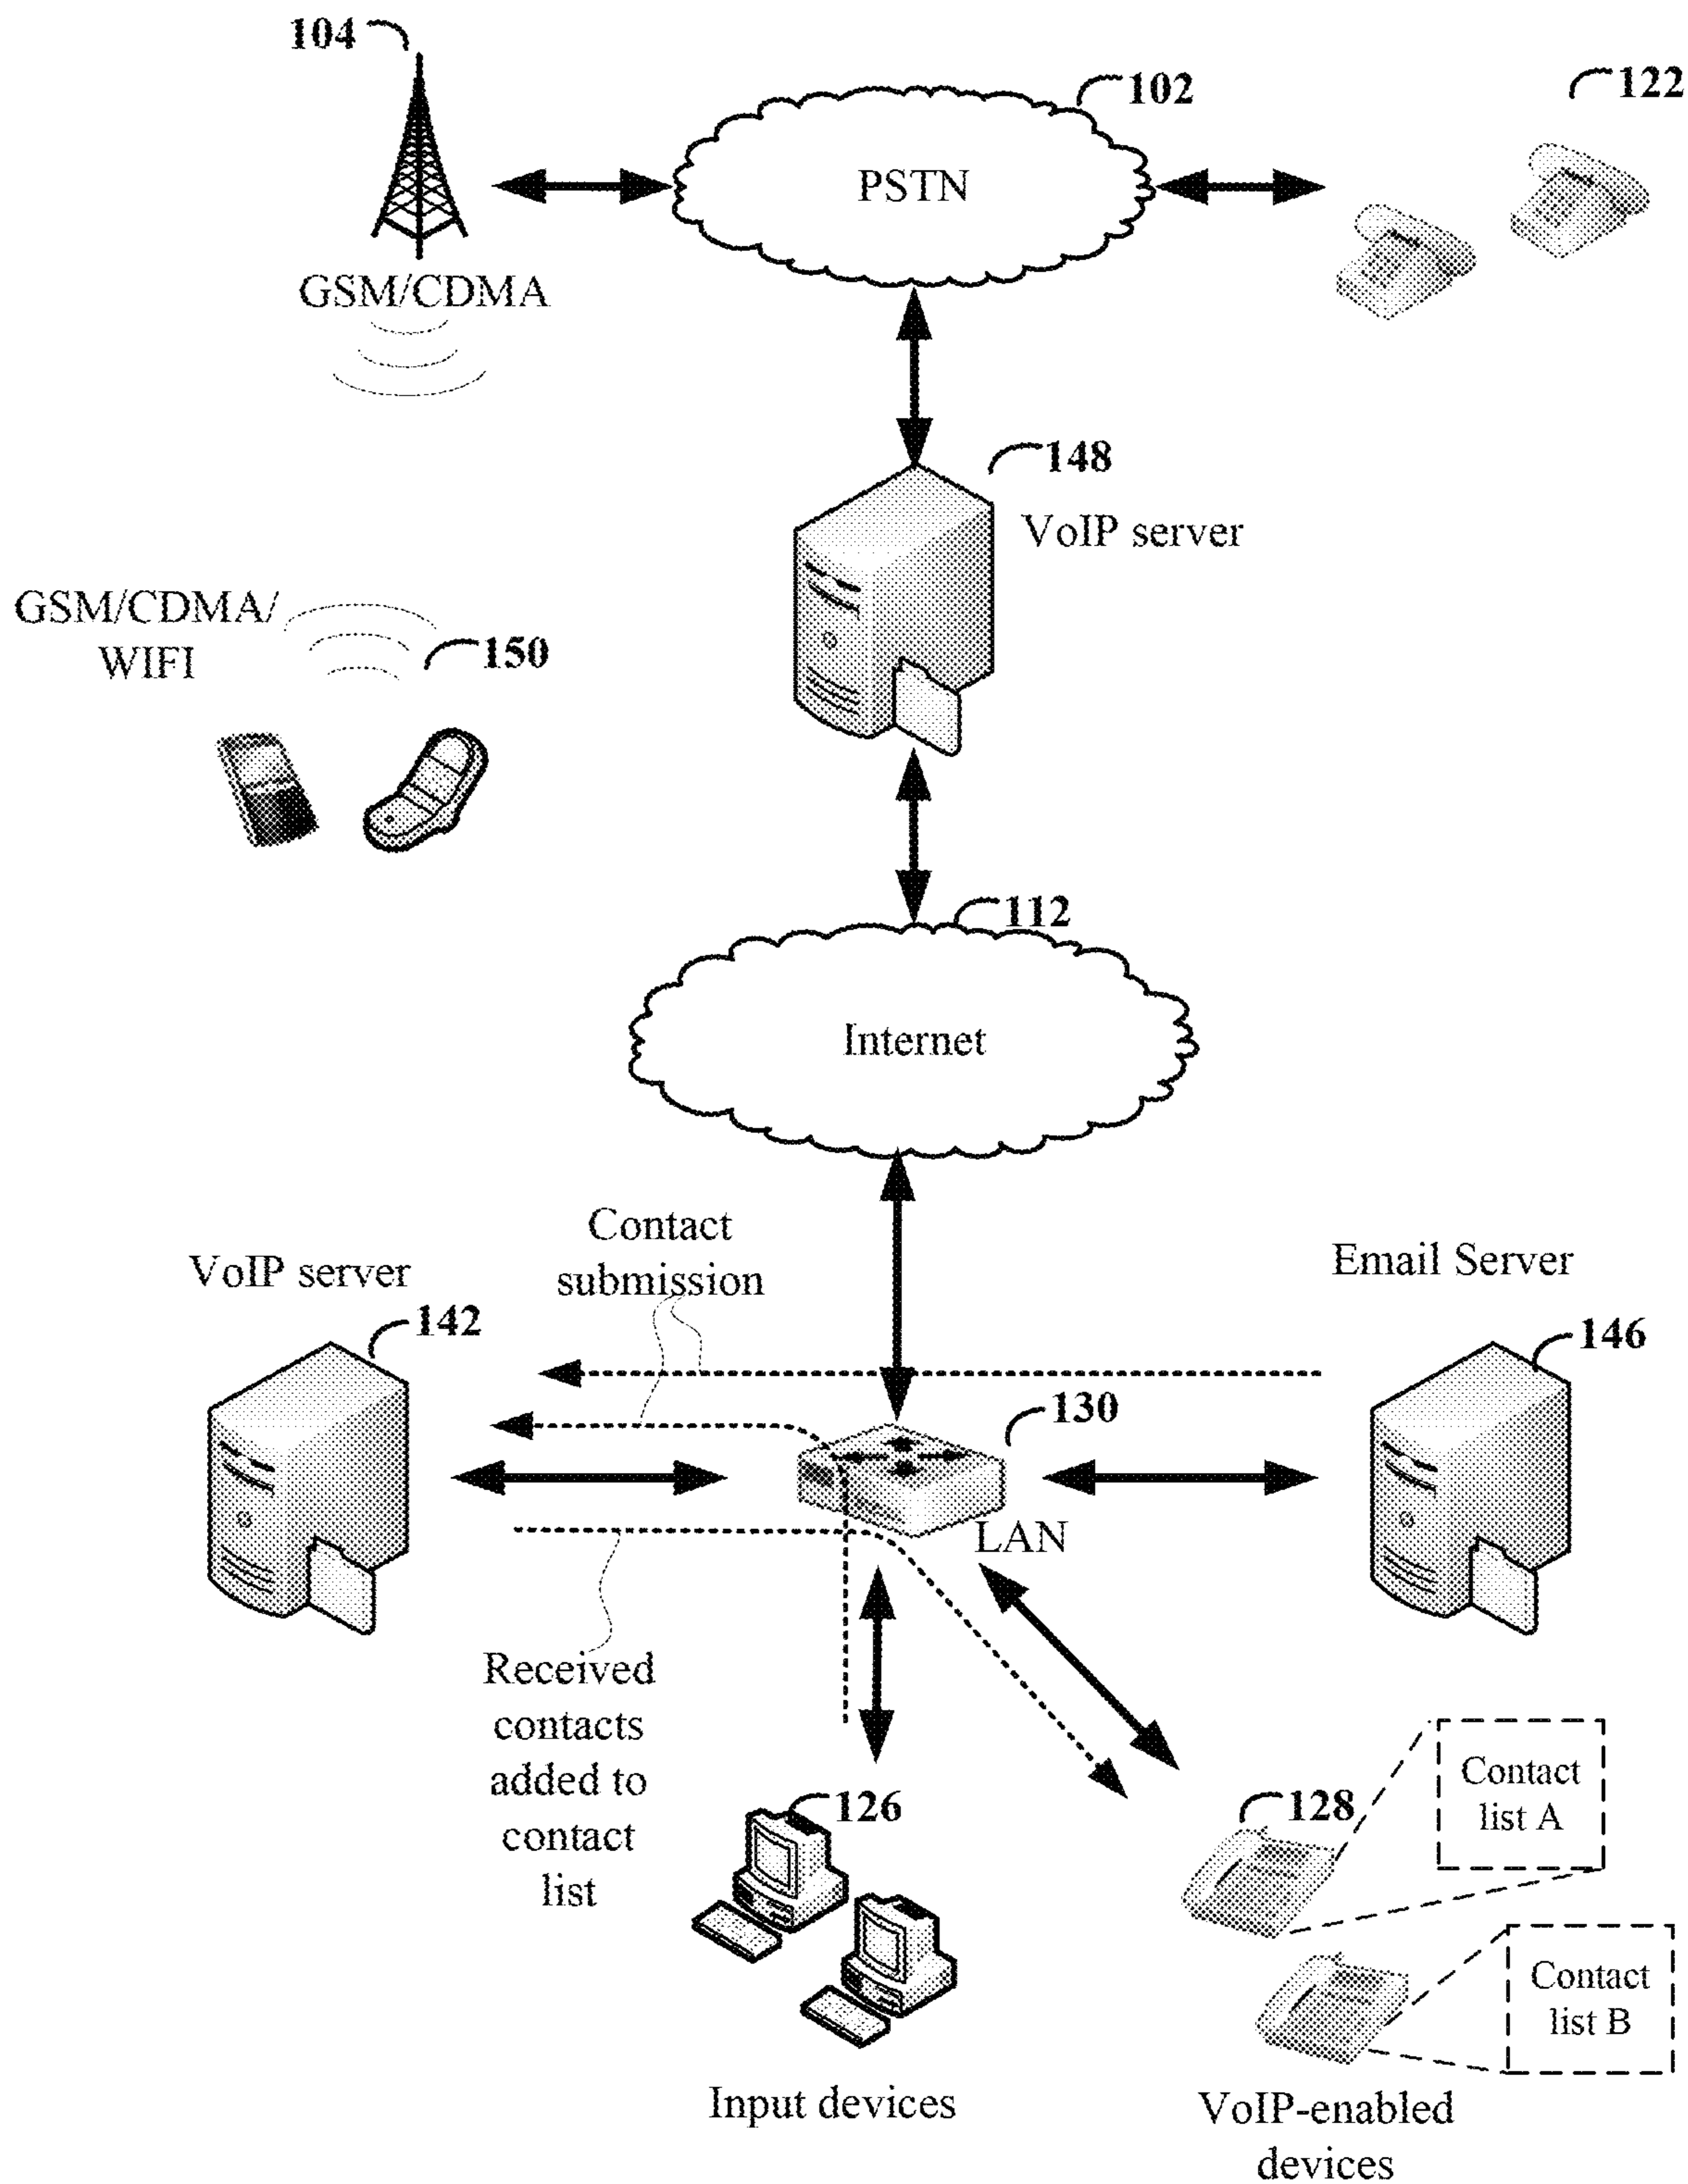 104
102
122
PSTN
GSM/CDMA
148
VoIP server
GSM/CDMA/
WIFI
150
112
Internet
Contact
submission
VoIP server
Email Server
142
146
130
LAN
Received
contacts
added to
contact
list
126
128
Contact
list A
Contact
list B
Input devices
VoIP-enabled
devices